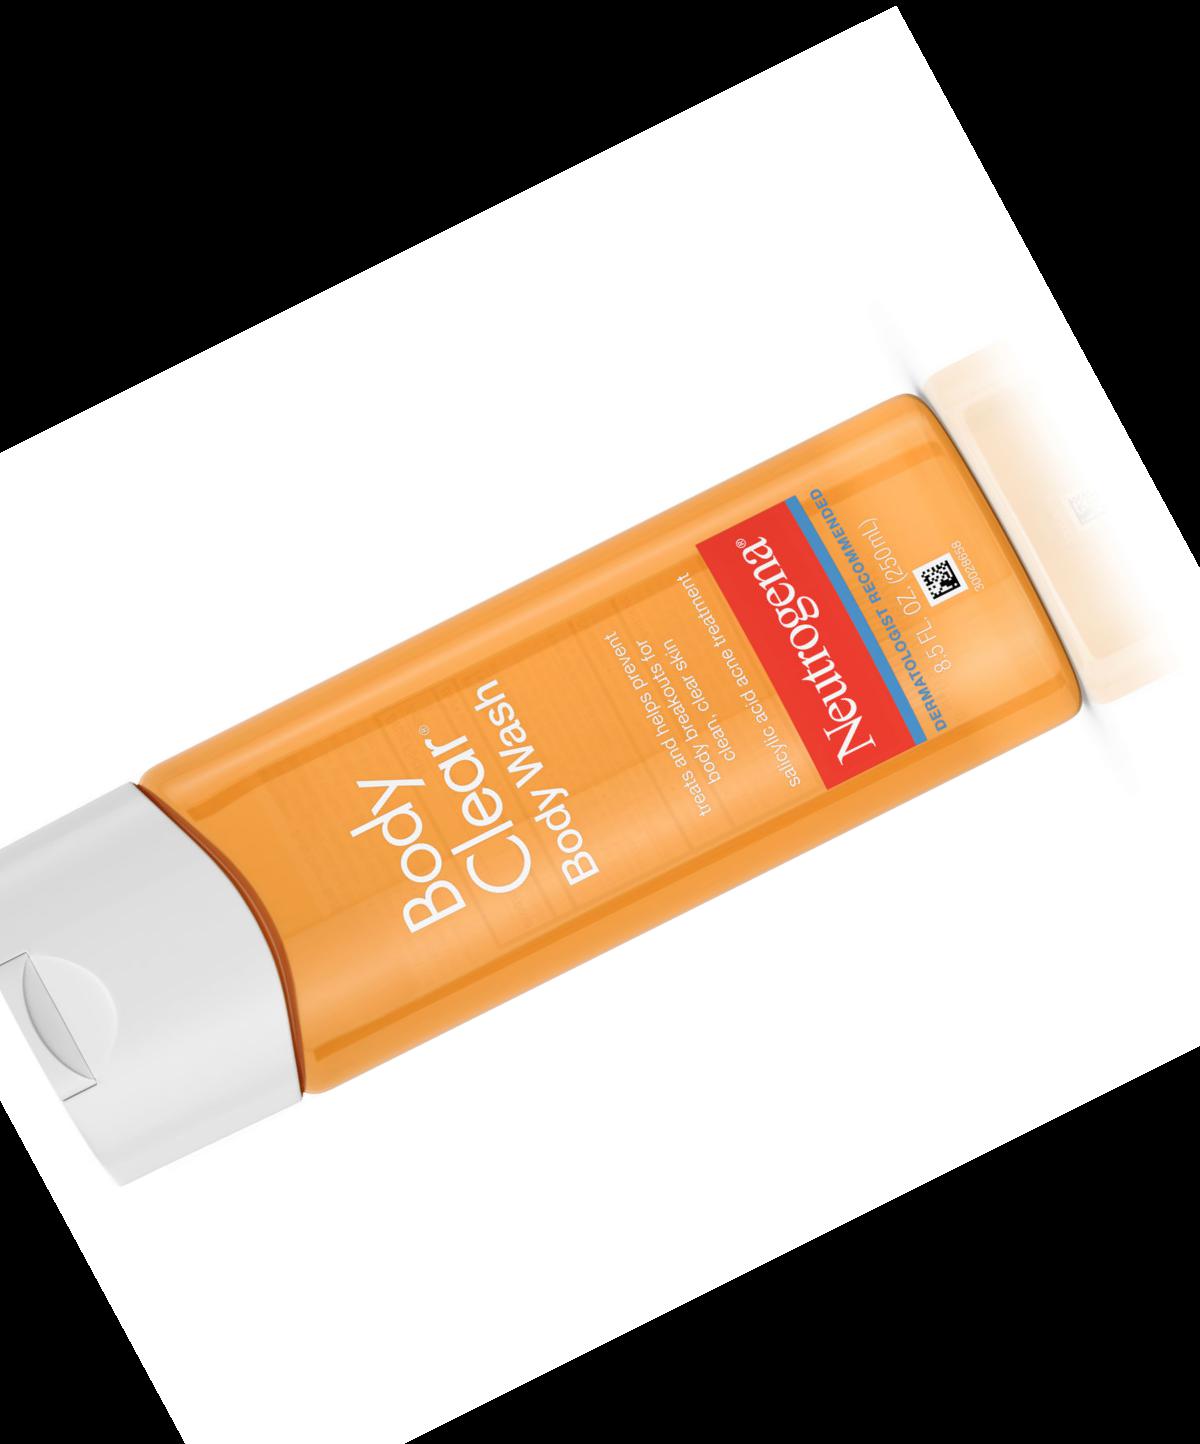 Body
Clear®
Body Wash
treats and helps prevent
body breakouts for
clean, clear skin
salicylic acid acne treatment
Neutrogena®
DERMATOLOGIST RECOMMENDED
8.5 FL. OZ. (250mL)
30028658